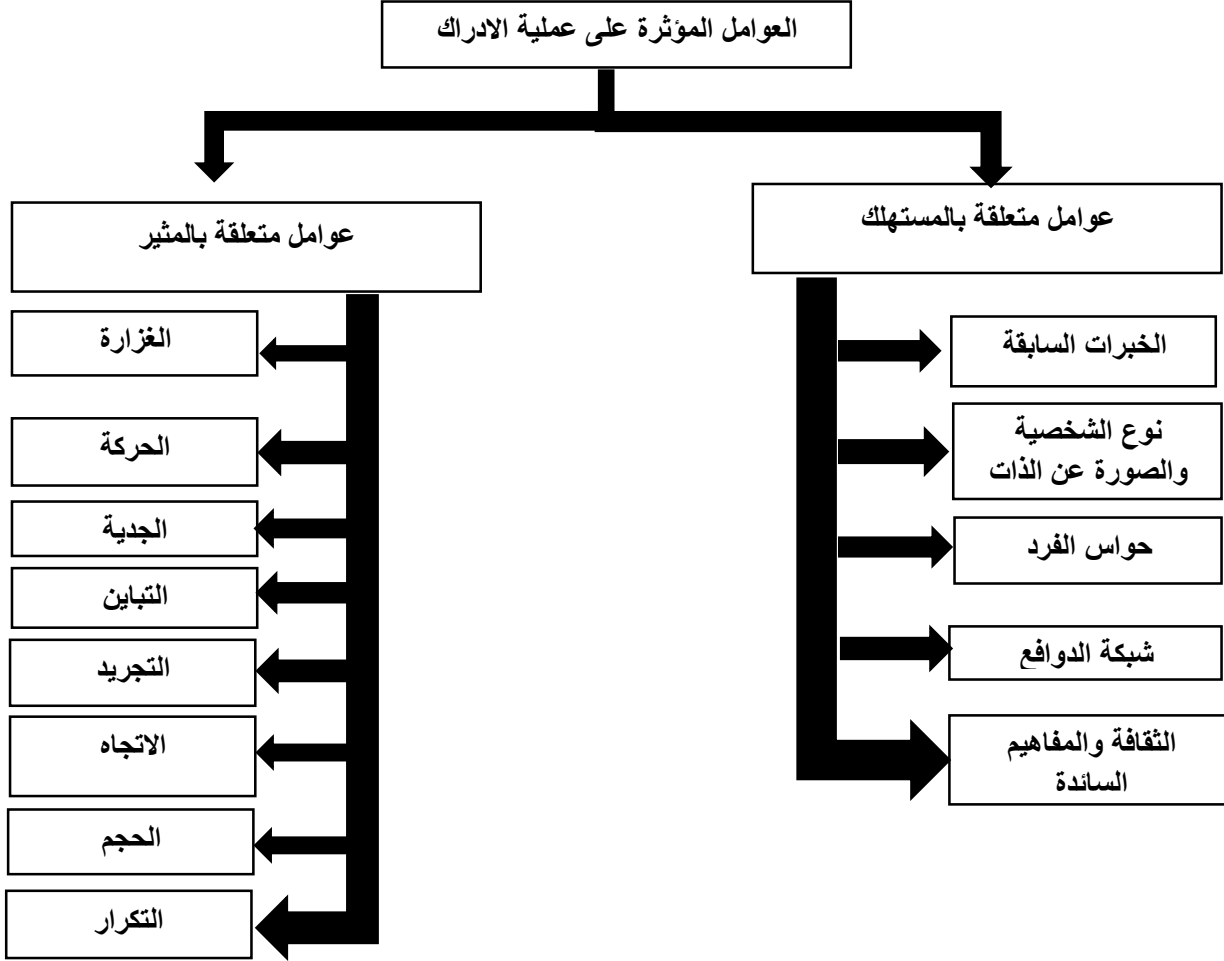 العوامل المؤثرة على عملية الادراك
عوامل متعلقة بالمستهلك
الخبرات السابقة
نوع الشخصية
والصورة عن الذات
حواس الفرد
شبكة الدوافع
الثقافة والمفاهيم
السائدة
عوامل متعلقة بالمثير
الغزارة
الحركة
الجدية
التباين
التجريد
الاتجاه
الحجم
التكرار